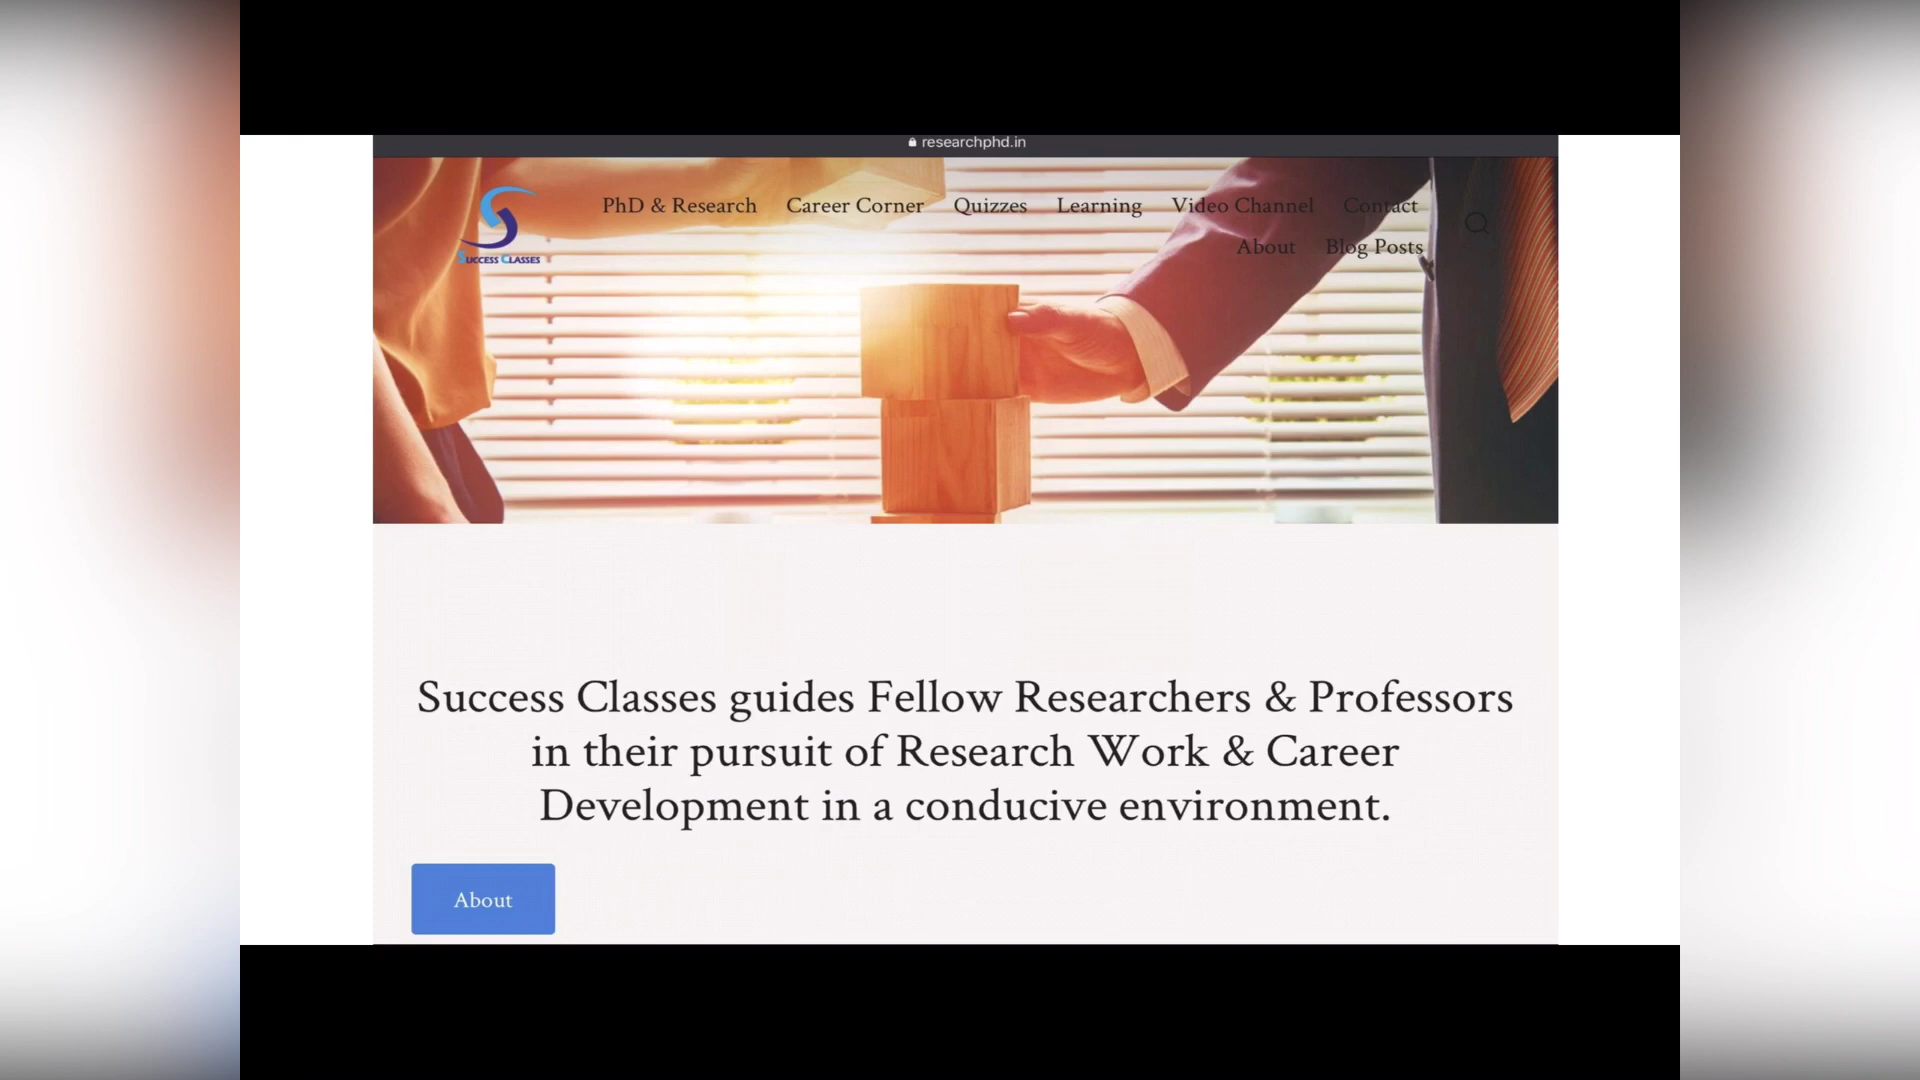 researchphd.in
PhD & Research Career Corner Quizzes Learning Video Channel Contact
About Blog Posts
SUCCESS CLASSES
Success Classes guides Fellow Researchers & Professors
in their pursuit of Research Work & Career
Development in a conducive environment.
About